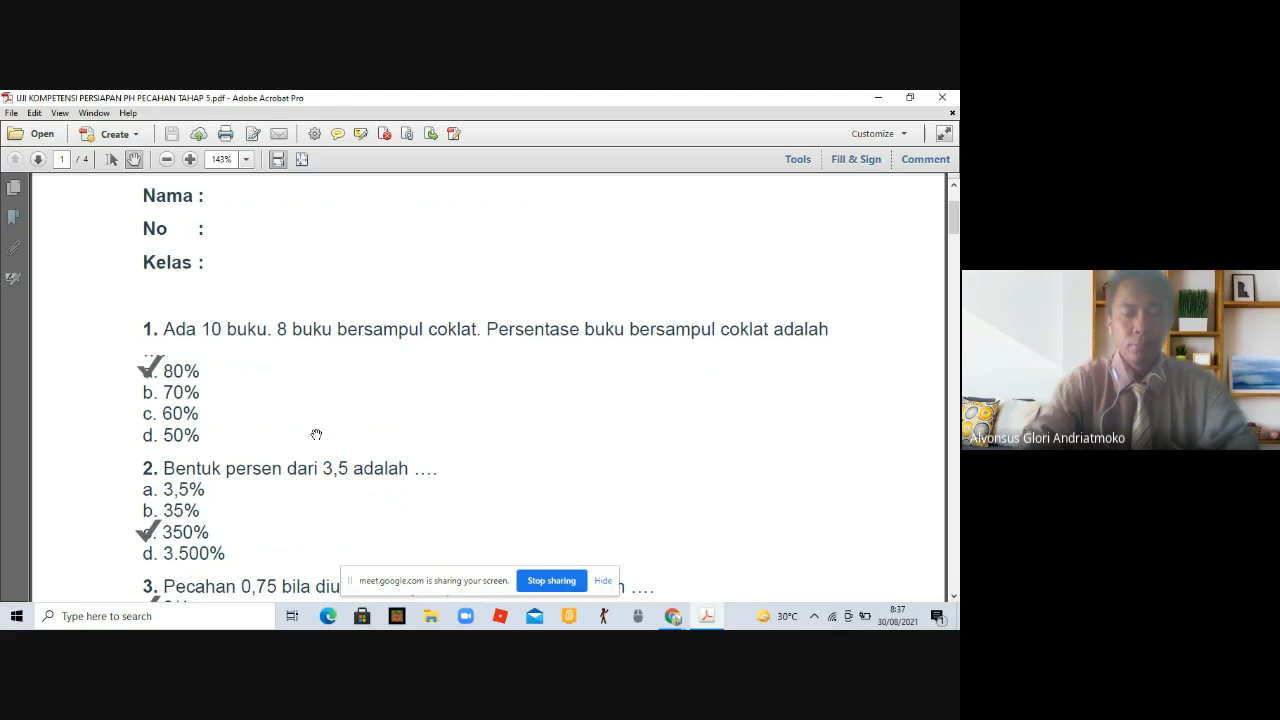 UJI KOMPETENSI PERSIAPAN PH PECAHAN TAHAP 5.pdf - Adobe Acrobat Pro
File Edit View Window Help
Open Create Customize
1 / 4 143% Tools Fill & Sign Comment
Nama :
No :
Kelas :
1. Ada 10 buku. 8 buku bersampul coklat. Persentase buku bersampul coklat adalah
....
a. 80%
b. 70%
c. 60%
d. 50%
2. Bentuk persen dari 3,5 adalah ....
a. 3,5%
b. 35%
c. 350%
d. 3.500%
3. Pecahan 0,75 bila ....
meet.google.com is sharing your screen. Stop sharing Hide
Type here to search
30°C
8:37
30/08/2021
1
Alvonsus Glori Andriatmoko